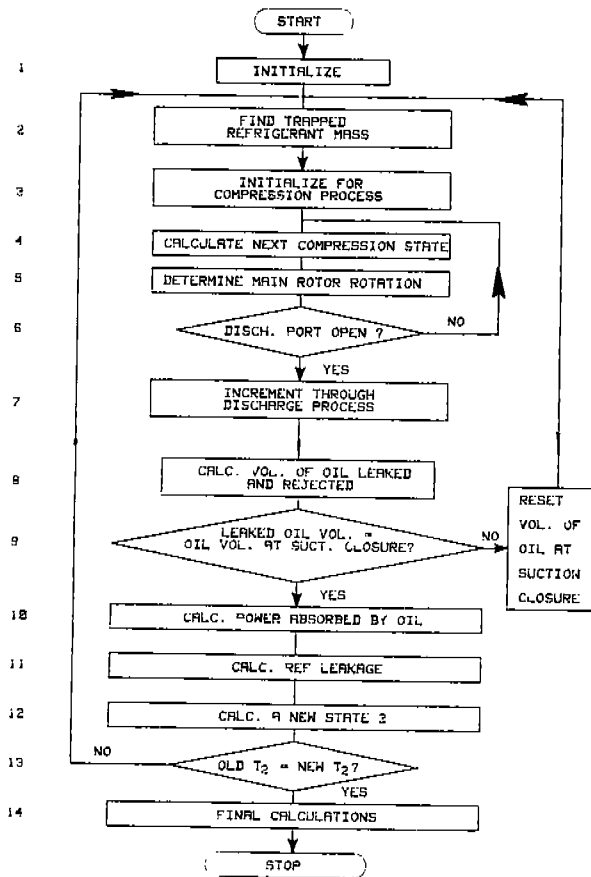 START
1
INITIALIZE
2
FIND TRAPPED
REFRIGERANT MASS
3
INITIALIZE FOR
COMPRESSION PROCESS
4
CALCULATE NEXT COMPRESSION STATE
5
DETERMINE MAIN ROTOR ROTATION
6
DISCH. PORT OPEN ?
NO
YES
7
INCREMENT THROUGH
DISCHARGE PROCESS
8
CALC. VOL. OF OIL LEAKED
AND REJECTED
9
LEAKED OIL VOL. =
OIL VOL. AT SUCT. CLOSURE?
NO
RESET
VOL. OF
OIL AT
SUCTION
CLOSURE
YES
10
CALC. POWER ABSORBED BY OIL
11
CALC. REF LEAKAGE
12
CALC. A NEW STATE 2
13
OLD T2 = NEW T2?
NO
YES
14
FINAL CALCULATIONS
STOP